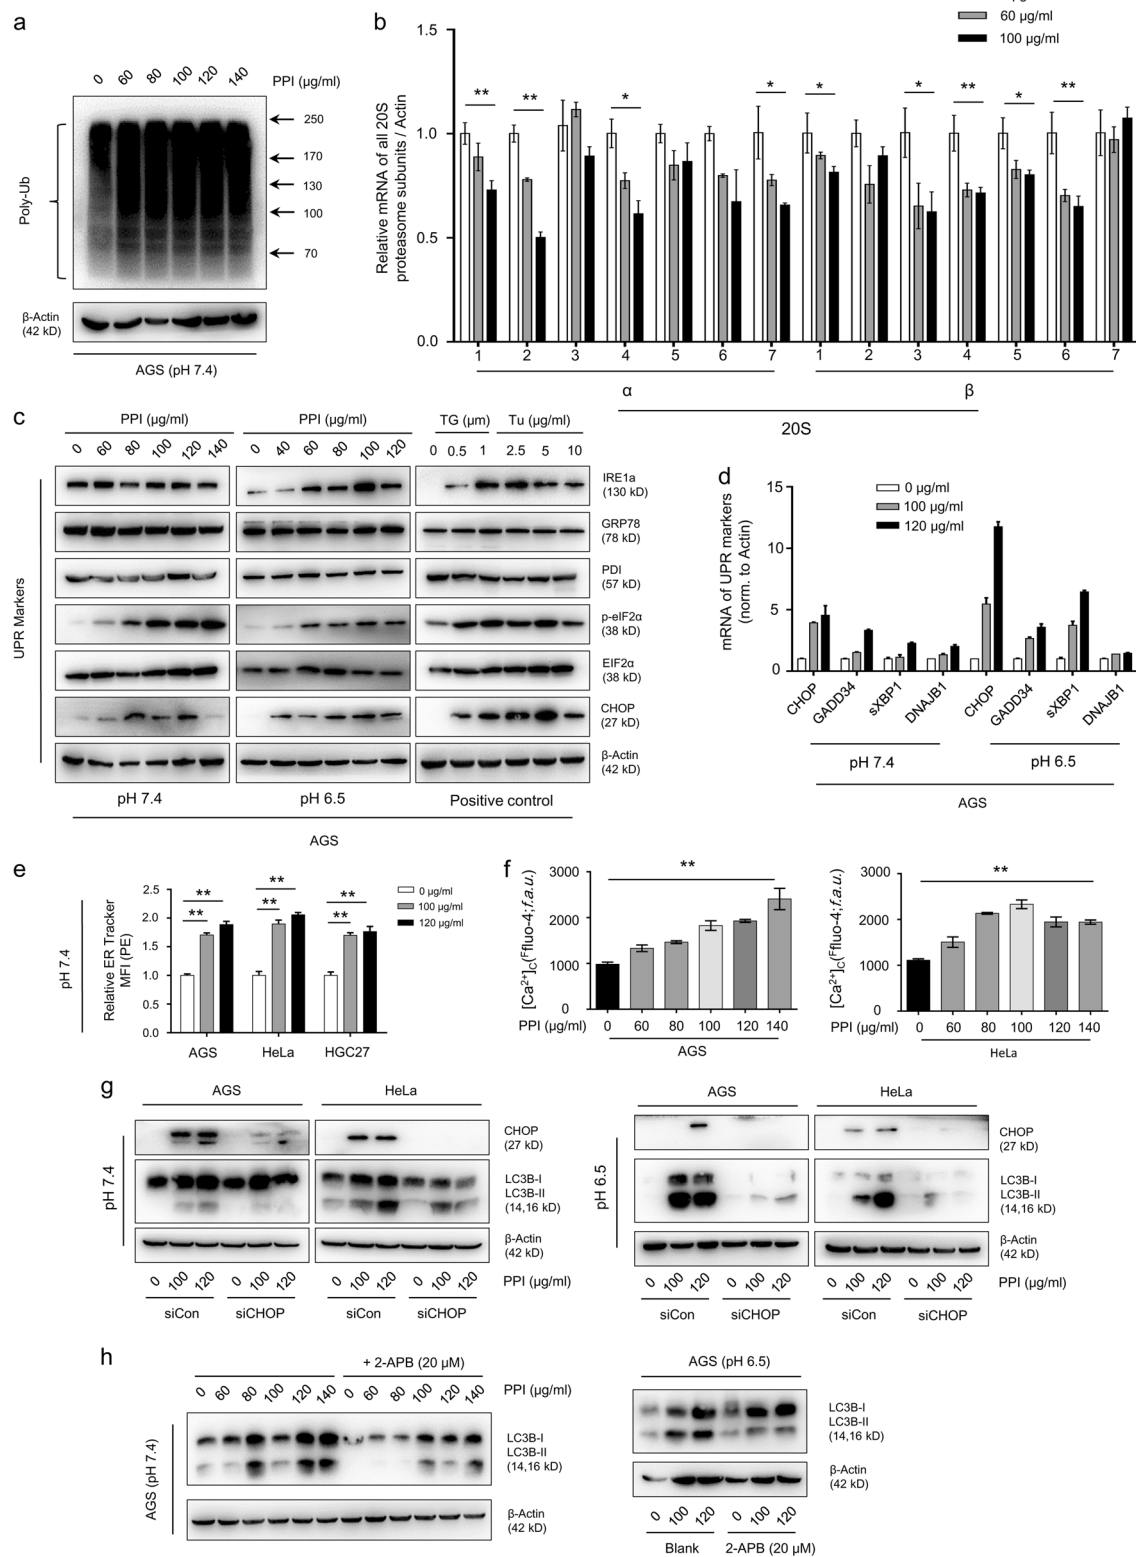 a
0 60 80 100 120 140 PPI (µg/ml)
250
170
130
100
70
Poly-Ub
β-Actin
(42 kD)
AGS (pH 7.4)
b
60 µg/ml
100 µg/ml
Relative mRNA of all 20S
proteasome subunits / Actin
1.5
1.0
0.5
0.0
** ** * * * * ** * **
1 2 3 4 5 6 7 1 2 3 4 5 6 7
α β
20S
c
PPI (µg/ml) PPI (µg/ml) TG (µm) Tu (µg/ml)
0 60 80 100 120 140 0 40 60 80 100 120 0 0.5 1 2.5 5 10
UPR Markers
IRE1a
(130 kD)
GRP78
(78 kD)
PDI
(57 kD)
p-eIF2α
(38 kD)
EIF2α
(38 kD)
CHOP
(27 kD)
β-Actin
(42 kD)
pH 7.4 pH 6.5 Positive control
AGS
d
mRNA of UPR markers
(norm. to Actin)
15
10
5
0
0 µg/ml
100 µg/ml
120 µg/ml
CHOP GADD34 sXBP1 DNAJB1 CHOP GADD34 sXBP1 DNAJB1
pH 7.4 pH 6.5
AGS
e
pH 7.4
Relative ER Tracker
MFI (PE)
2.5
2.0
1.5
1.0
0.5
0.0
** ** **
** ** **
0 µg/ml
100 µg/ml
120 µg/ml
AGS HeLa HGC27
f
[Ca²⁺]C(Ffluo-4;f.a.u.)
3000
2000
1000
0
**
PPI (µg/ml) 0 60 80 100 120 140
AGS
[Ca²⁺]C(Ffluo-4;f.a.u.)
3000
2000
1000
0
**
PPI (µg/ml) 0 60 80 100 120 140
HeLa
g
AGS HeLa
pH 7.4
CHOP
(27 kD)
LC3B-I
LC3B-II
(14,16 kD)
β-Actin
(42 kD)
0 100 120 0 100 120 0 100 120 0 100 120 PPI (µg/ml)
siCon siCHOP siCon siCHOP
AGS HeLa
pH 6.5
CHOP
(27 kD)
LC3B-I
LC3B-II
(14,16 kD)
β-Actin
(42 kD)
0 100 120 0 100 120 0 100 120 0 100 120 PPI (µg/ml)
siCon siCHOP siCon siCHOP
h
+ 2-APB (20 µM)
0 60 80 100 120 140 0 60 80 100 120 140 PPI (µg/ml)
AGS (pH 7.4)
LC3B-I
LC3B-II
(14,16 kD)
β-Actin
(42 kD)
AGS (pH 6.5)
LC3B-I
LC3B-II
(14,16 kD)
β-Actin
(42 kD)
0 100 120 0 100 120 PPI (µg/ml)
Blank 2-APB (20 µM)